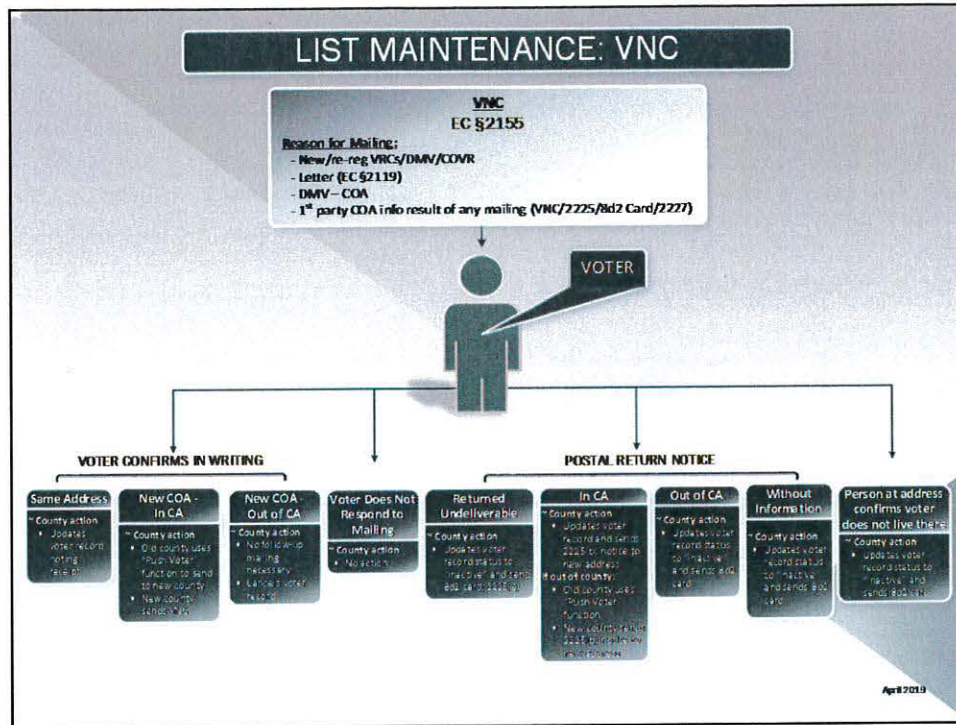 LIST MAINTENANCE: VNC
VNC
EC §2155
Reason for Mailing:
- New/re-reg VRCs/DMV/COVR
- Letter (EC §2119)
- DMV – COA
- 1st party COA info result of any mailing (VNC/2225/8d2 Card/2227)
VOTER
VOTER CONFIRMS IN WRITING
POSTAL RETURN NOTICE
Same Address
~ County action
• Updates
voter record
noting
receipt
New COA -
In CA
~ County action
• Old county uses
"Push Voter"
function to send
to new county
• New county
sends VNC
New COA -
Out of CA
~ County action
• No follow-up
mailing
necessary
• Cancels voter
record
Voter Does Not
Respond to
Mailing
~ County action
• No action
Returned
Undeliverable
~ County action
• Updates voter
record status to
"inactive" and sends
8d2 card
In CA
~ County action
• Updates voter
record and sends
2225 notice to
new address
If out of county:
• Old county uses
"Push Voter"
function
• New county
2225
Out of CA
~ County action
• Updates voter
record status
to "inactive"
and sends 8d2
card
Without
Information
~ County action
• Updates voter
record status
to "inactive"
and sends 8d2
card
Person at address
confirms voter
does not live there
~ County action
• Updates voter
record status to
"inactive" and
sends 8d2 card
April 2019